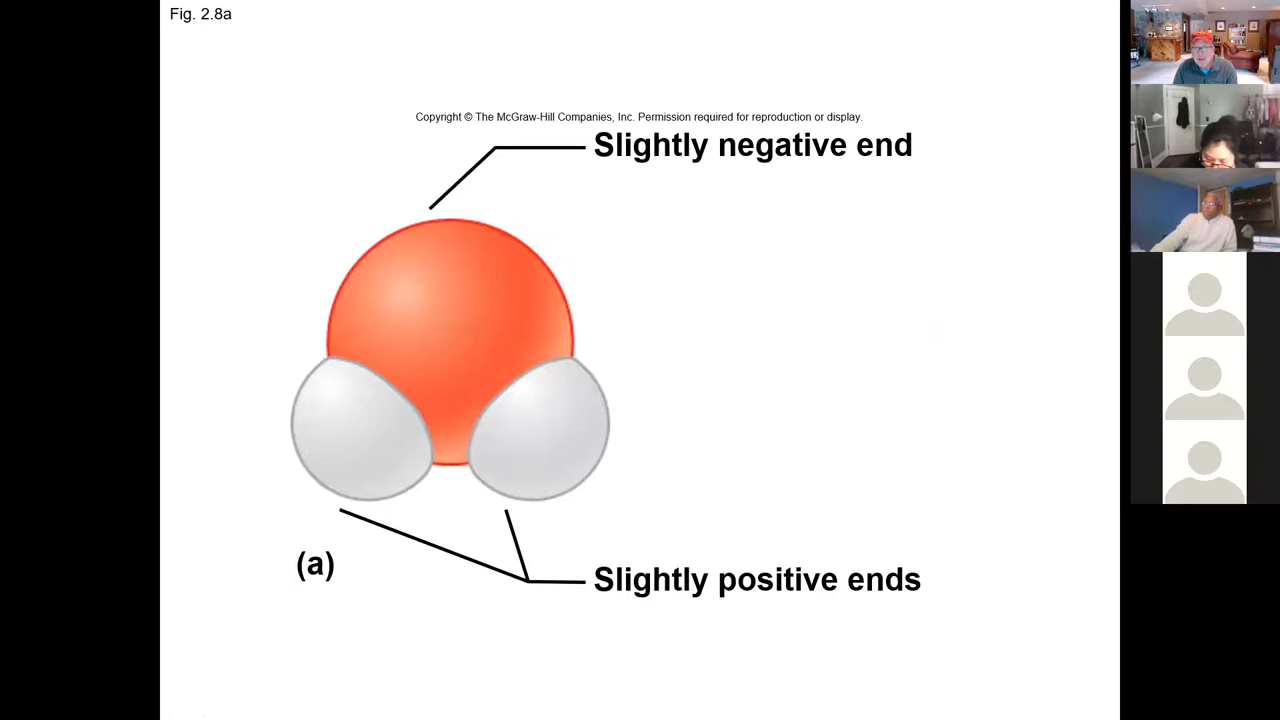 Fig. 2.8a
Copyright © The McGraw-Hill Companies, Inc. Permission required for reproduction or display.
Slightly negative end
(a)
Slightly positive ends